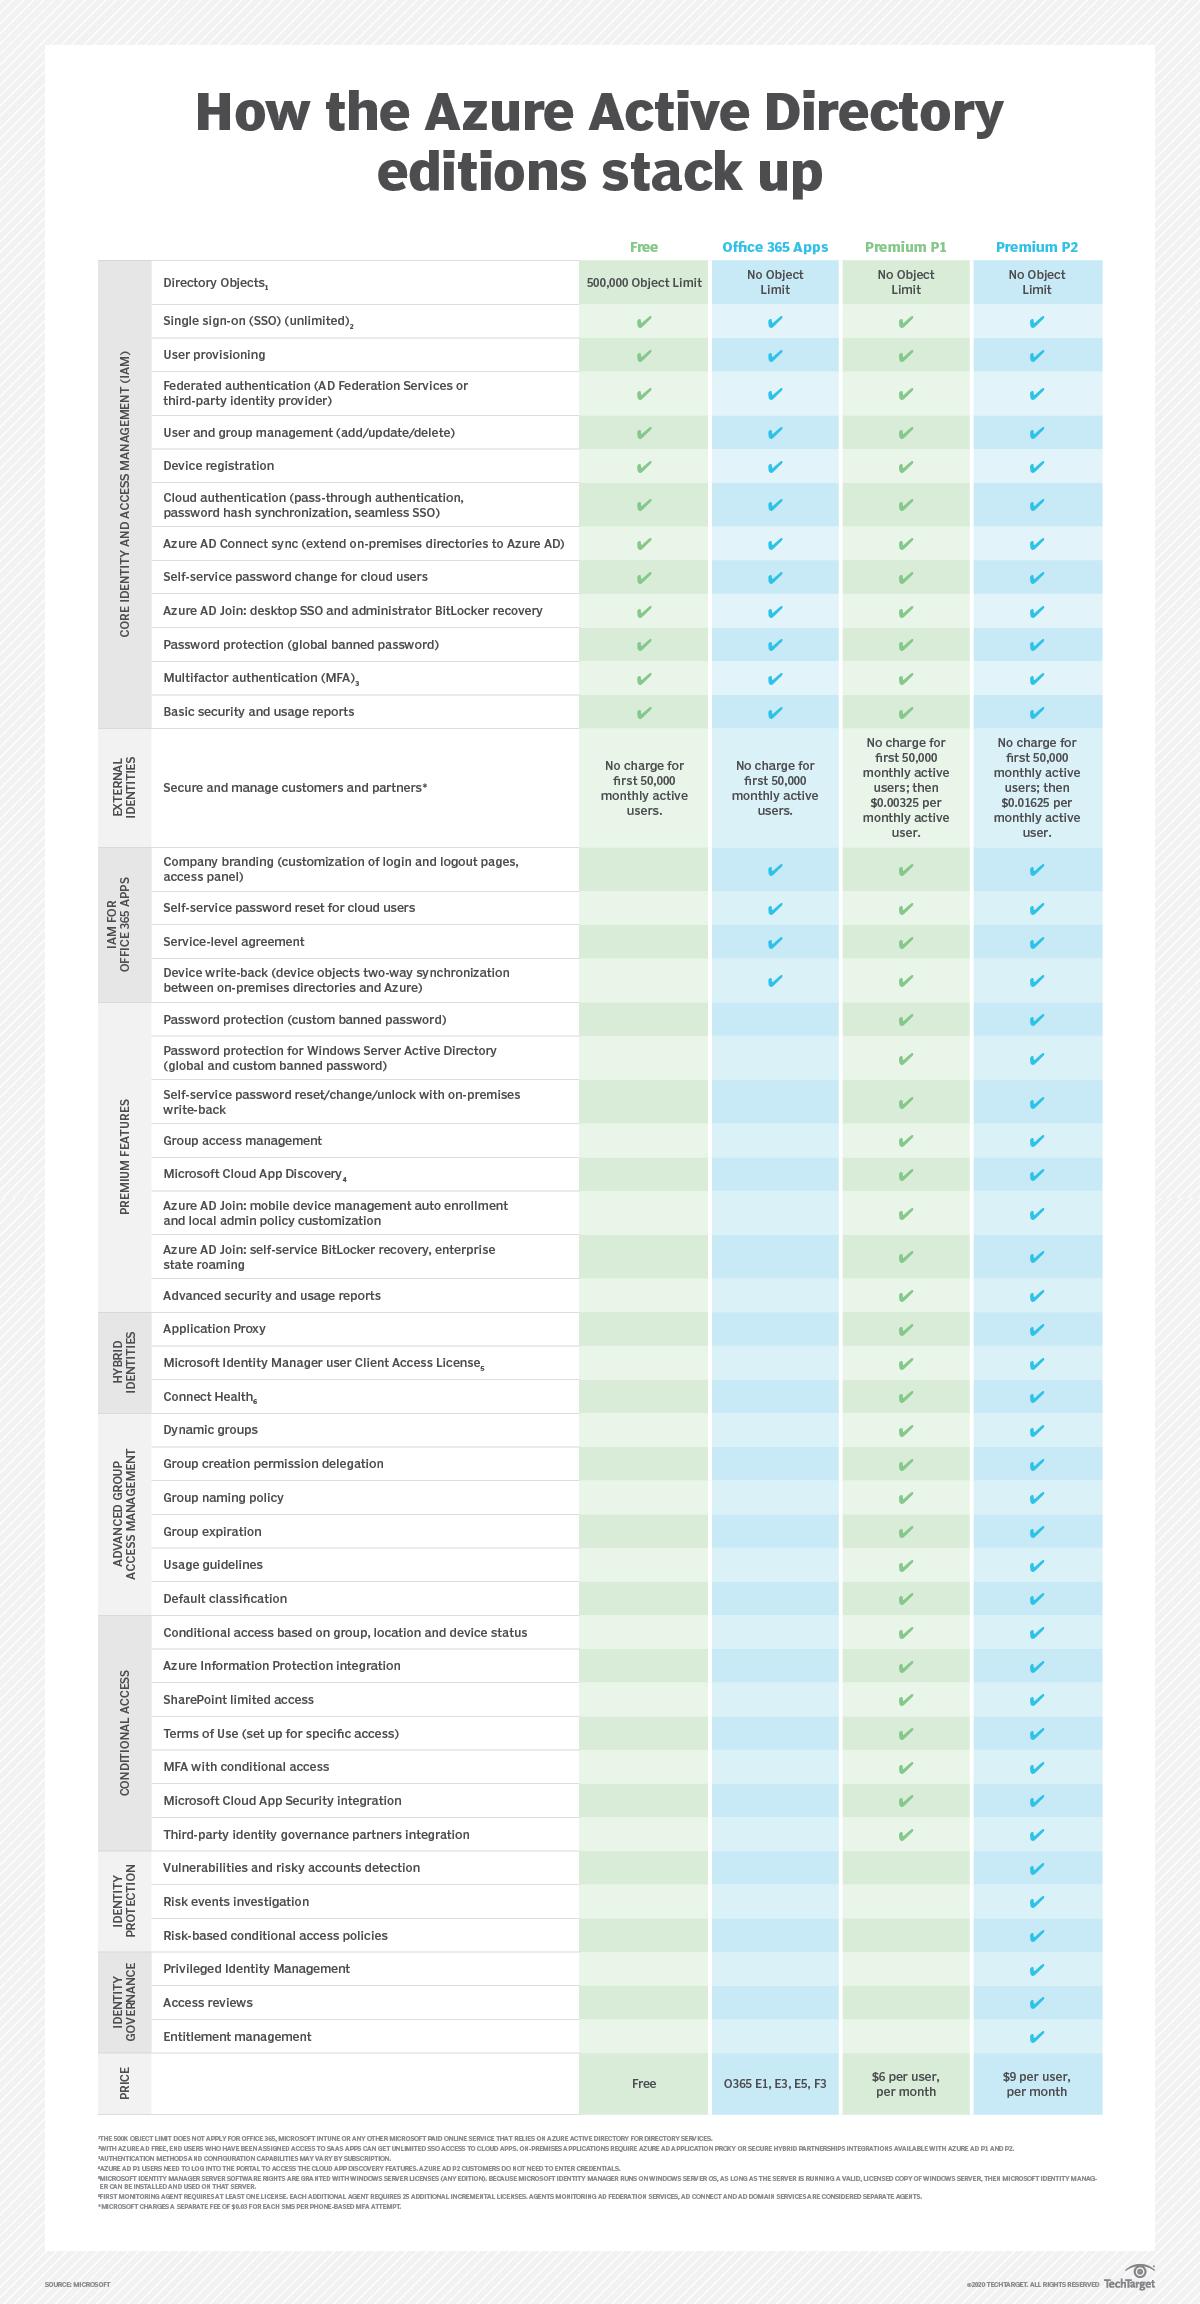 How the Azure Active Directory
editions stack up
Free
Office 365 Apps
Premium P1
Premium P2
CORE IDENTITY AND ACCESS MANAGEMENT (IAM)
Directory Objects1
500,000 Object Limit
No Object
Limit
No Object
Limit
No Object
Limit
Single sign-on (SSO) (unlimited)2
✔ ✔ ✔ ✔
User provisioning
✔ ✔ ✔ ✔
Federated authentication (AD Federation Services or
third-party identity provider)
✔ ✔ ✔ ✔
User and group management (add/update/delete)
✔ ✔ ✔ ✔
Device registration
✔ ✔ ✔ ✔
Cloud authentication (pass-through authentication,
password hash synchronization, seamless SSO)
✔ ✔ ✔ ✔
Azure AD Connect sync (extend on-premises directories to Azure AD)
✔ ✔ ✔ ✔
Self-service password change for cloud users
✔ ✔ ✔ ✔
Azure AD Join: desktop SSO and administrator BitLocker recovery
✔ ✔ ✔ ✔
Password protection (global banned password)
✔ ✔ ✔ ✔
Multifactor authentication (MFA)3
✔ ✔ ✔ ✔
Basic security and usage reports
✔ ✔ ✔ ✔
EXTERNAL
IDENTITIES
Secure and manage customers and partners*
No charge for
first 50,000
monthly active
users.
No charge for
first 50,000
monthly active
users.
No charge for
first 50,000
monthly active
users; then
$0.00325 per
monthly active
user.
No charge for
first 50,000
monthly active
users; then
$0.01625 per
monthly active
user.
IAM FOR
OFFICE 365 APPS
Company branding (customization of login and logout pages,
access panel)
✔ ✔ ✔
Self-service password reset for cloud users
✔ ✔ ✔
Service-level agreement
✔ ✔ ✔
Device write-back (device objects two-way synchronization
between on-premises directories and Azure)
✔ ✔ ✔
PREMIUM FEATURES
Password protection (custom banned password)
✔ ✔
Password protection for Windows Server Active Directory
(global and custom banned password)
✔ ✔
Self-service password reset/change/unlock with on-premises
write-back
✔ ✔
Group access management
✔ ✔
Microsoft Cloud App Discovery4
✔ ✔
Azure AD Join: mobile device management auto enrollment
and local admin policy customization
✔ ✔
Azure AD Join: self-service BitLocker recovery, enterprise
state roaming
✔ ✔
Advanced security and usage reports
✔ ✔
HYBRID
IDENTITIES
Application Proxy
✔ ✔
Microsoft Identity Manager user Client Access License5
✔ ✔
Connect Health6
✔ ✔
ADVANCED GROUP
ACCESS MANAGEMENT
Dynamic groups
✔ ✔
Group creation permission delegation
✔ ✔
Group naming policy
✔ ✔
Group expiration
✔ ✔
Usage guidelines
✔ ✔
Default classification
✔ ✔
CONDITIONAL ACCESS
Conditional access based on group, location and device status
✔ ✔
Azure Information Protection integration
✔ ✔
SharePoint limited access
✔ ✔
Terms of Use (set up for specific access)
✔ ✔
MFA with conditional access
✔ ✔
Microsoft Cloud App Security integration
✔ ✔
Third-party identity governance partners integration
✔ ✔
IDENTITY
PROTECTION
Vulnerabilities and risky accounts detection
✔
Risk events investigation
✔
Risk-based conditional access policies
✔
IDENTITY
GOVERNANCE
Privileged Identity Management
✔
Access reviews
✔
Entitlement management
✔
PRICE
Free
O365 E1, E3, E5, F3
$6 per user,
per month
$9 per user,
per month
¹THE 500K OBJECT LIMIT DOES NOT APPLY FOR OFFICE 365, MICROSOFT INTUNE OR ANY OTHER MICROSOFT PAID ONLINE SERVICE THAT RELIES ON AZURE ACTIVE DIRECTORY FOR DIRECTORY SERVICES.
²WITH AZURE AD FREE, END USERS WHO HAVE BEEN ASSIGNED ACCESS TO SAAS APPS CAN GET UNLIMITED SSO ACCESS TO CLOUD APPS. ON-PREMISES APPLICATIONS REQUIRE AZURE AD APPLICATION PROXY OR SECURE HYBRID PARTNERSHIPS INTEGRATIONS AVAILABLE WITH AZURE AD P1 AND P2.
³AUTHENTICATION METHODS AND CONFIGURATION CAPABILITIES MAY VARY BY SUBSCRIPTION.
⁴AZURE AD P1 USERS NEED TO LOG INTO THE PORTAL TO ACCESS THE CLOUD APP DISCOVERY FEATURES. AZURE AD P2 CUSTOMERS DO NOT NEED TO ENTER CREDENTIALS.
⁵MICROSOFT IDENTITY MANAGER SERVER SOFTWARE RIGHTS ARE GRANTED WITH WINDOWS SERVER LICENSES (ANY EDITION). BECAUSE MICROSOFT IDENTITY MANAGER RUNS ON WINDOWS SERVER OS, AS LONG AS THE SERVER IS RUNNING A VALID, LICENSED COPY OF WINDOWS SERVER, THEN MICROSOFT IDENTITY MANAG-
ER CAN BE INSTALLED AND USED ON THAT SERVER.
⁶FIRST MONITORING AGENT REQUIRES AT LEAST ONE LICENSE. EACH ADDITIONAL AGENT REQUIRES 25 ADDITIONAL INCREMENTAL LICENSES. AGENTS MONITORING AD FEDERATION SERVICES, AD CONNECT AND AD DOMAIN SERVICES ARE CONSIDERED SEPARATE AGENTS.
*MICROSOFT CHARGES A SEPARATE FEE OF $0.03 FOR EACH SMS PER PHONE-BASED MFA ATTEMPT.
SOURCE: MICROSOFT
©2020 TECHTARGET. ALL RIGHTS RESERVED
TechTarget